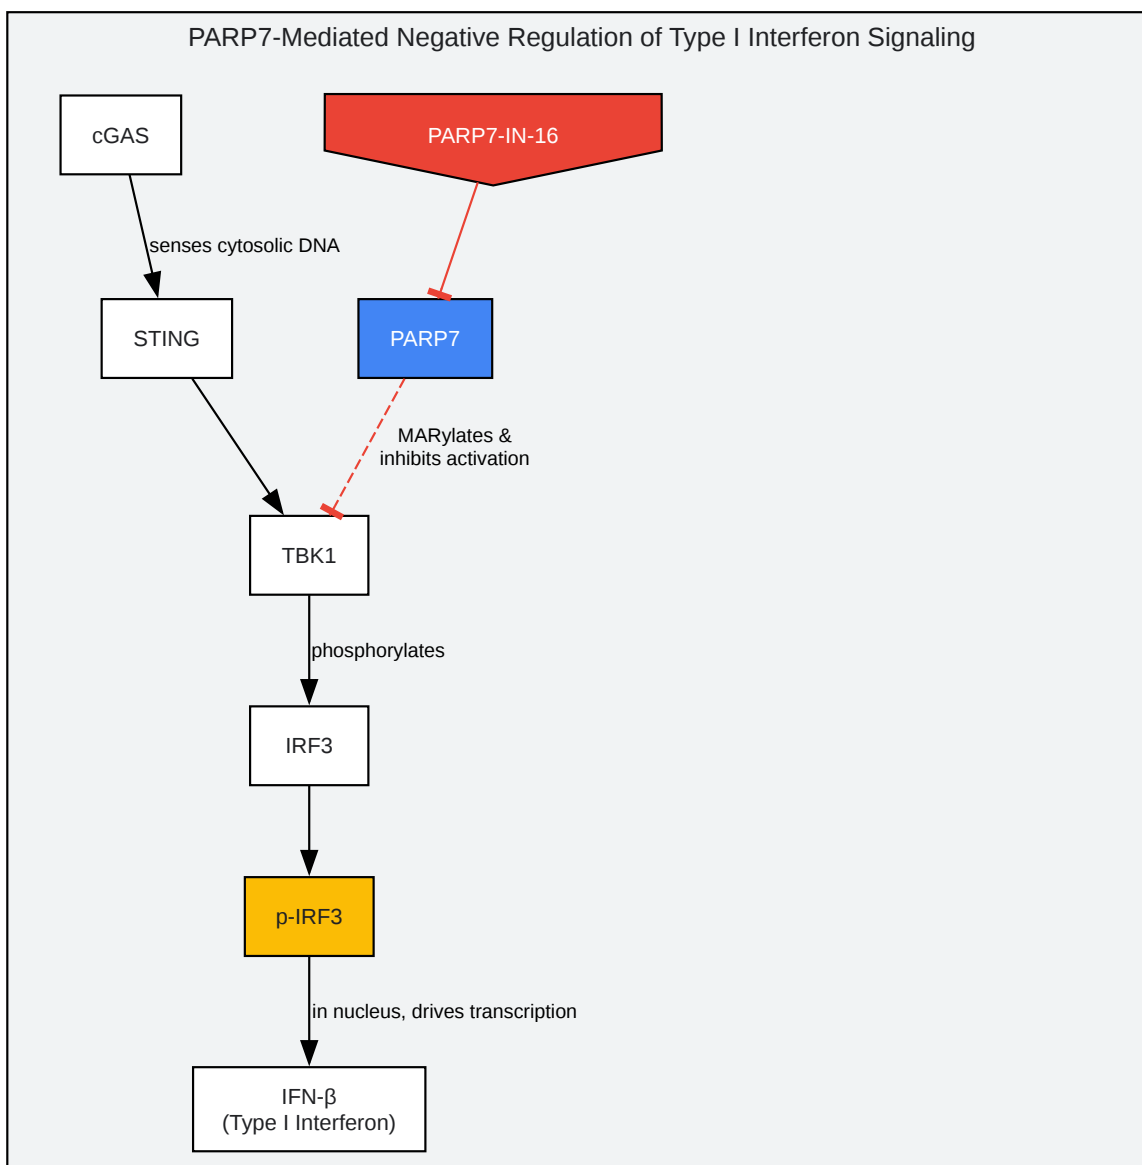 PARP7-Mediated Negative Regulation of Type I Interferon Signaling
cGAS
PARP7-IN-16
senses cytosolic DNA
STING
PARP7
MARylates &
inhibits activation
TBK1
phosphorylates
IRF3
p-IRF3
in nucleus, drives transcription
IFN-β
(Type I Interferon)